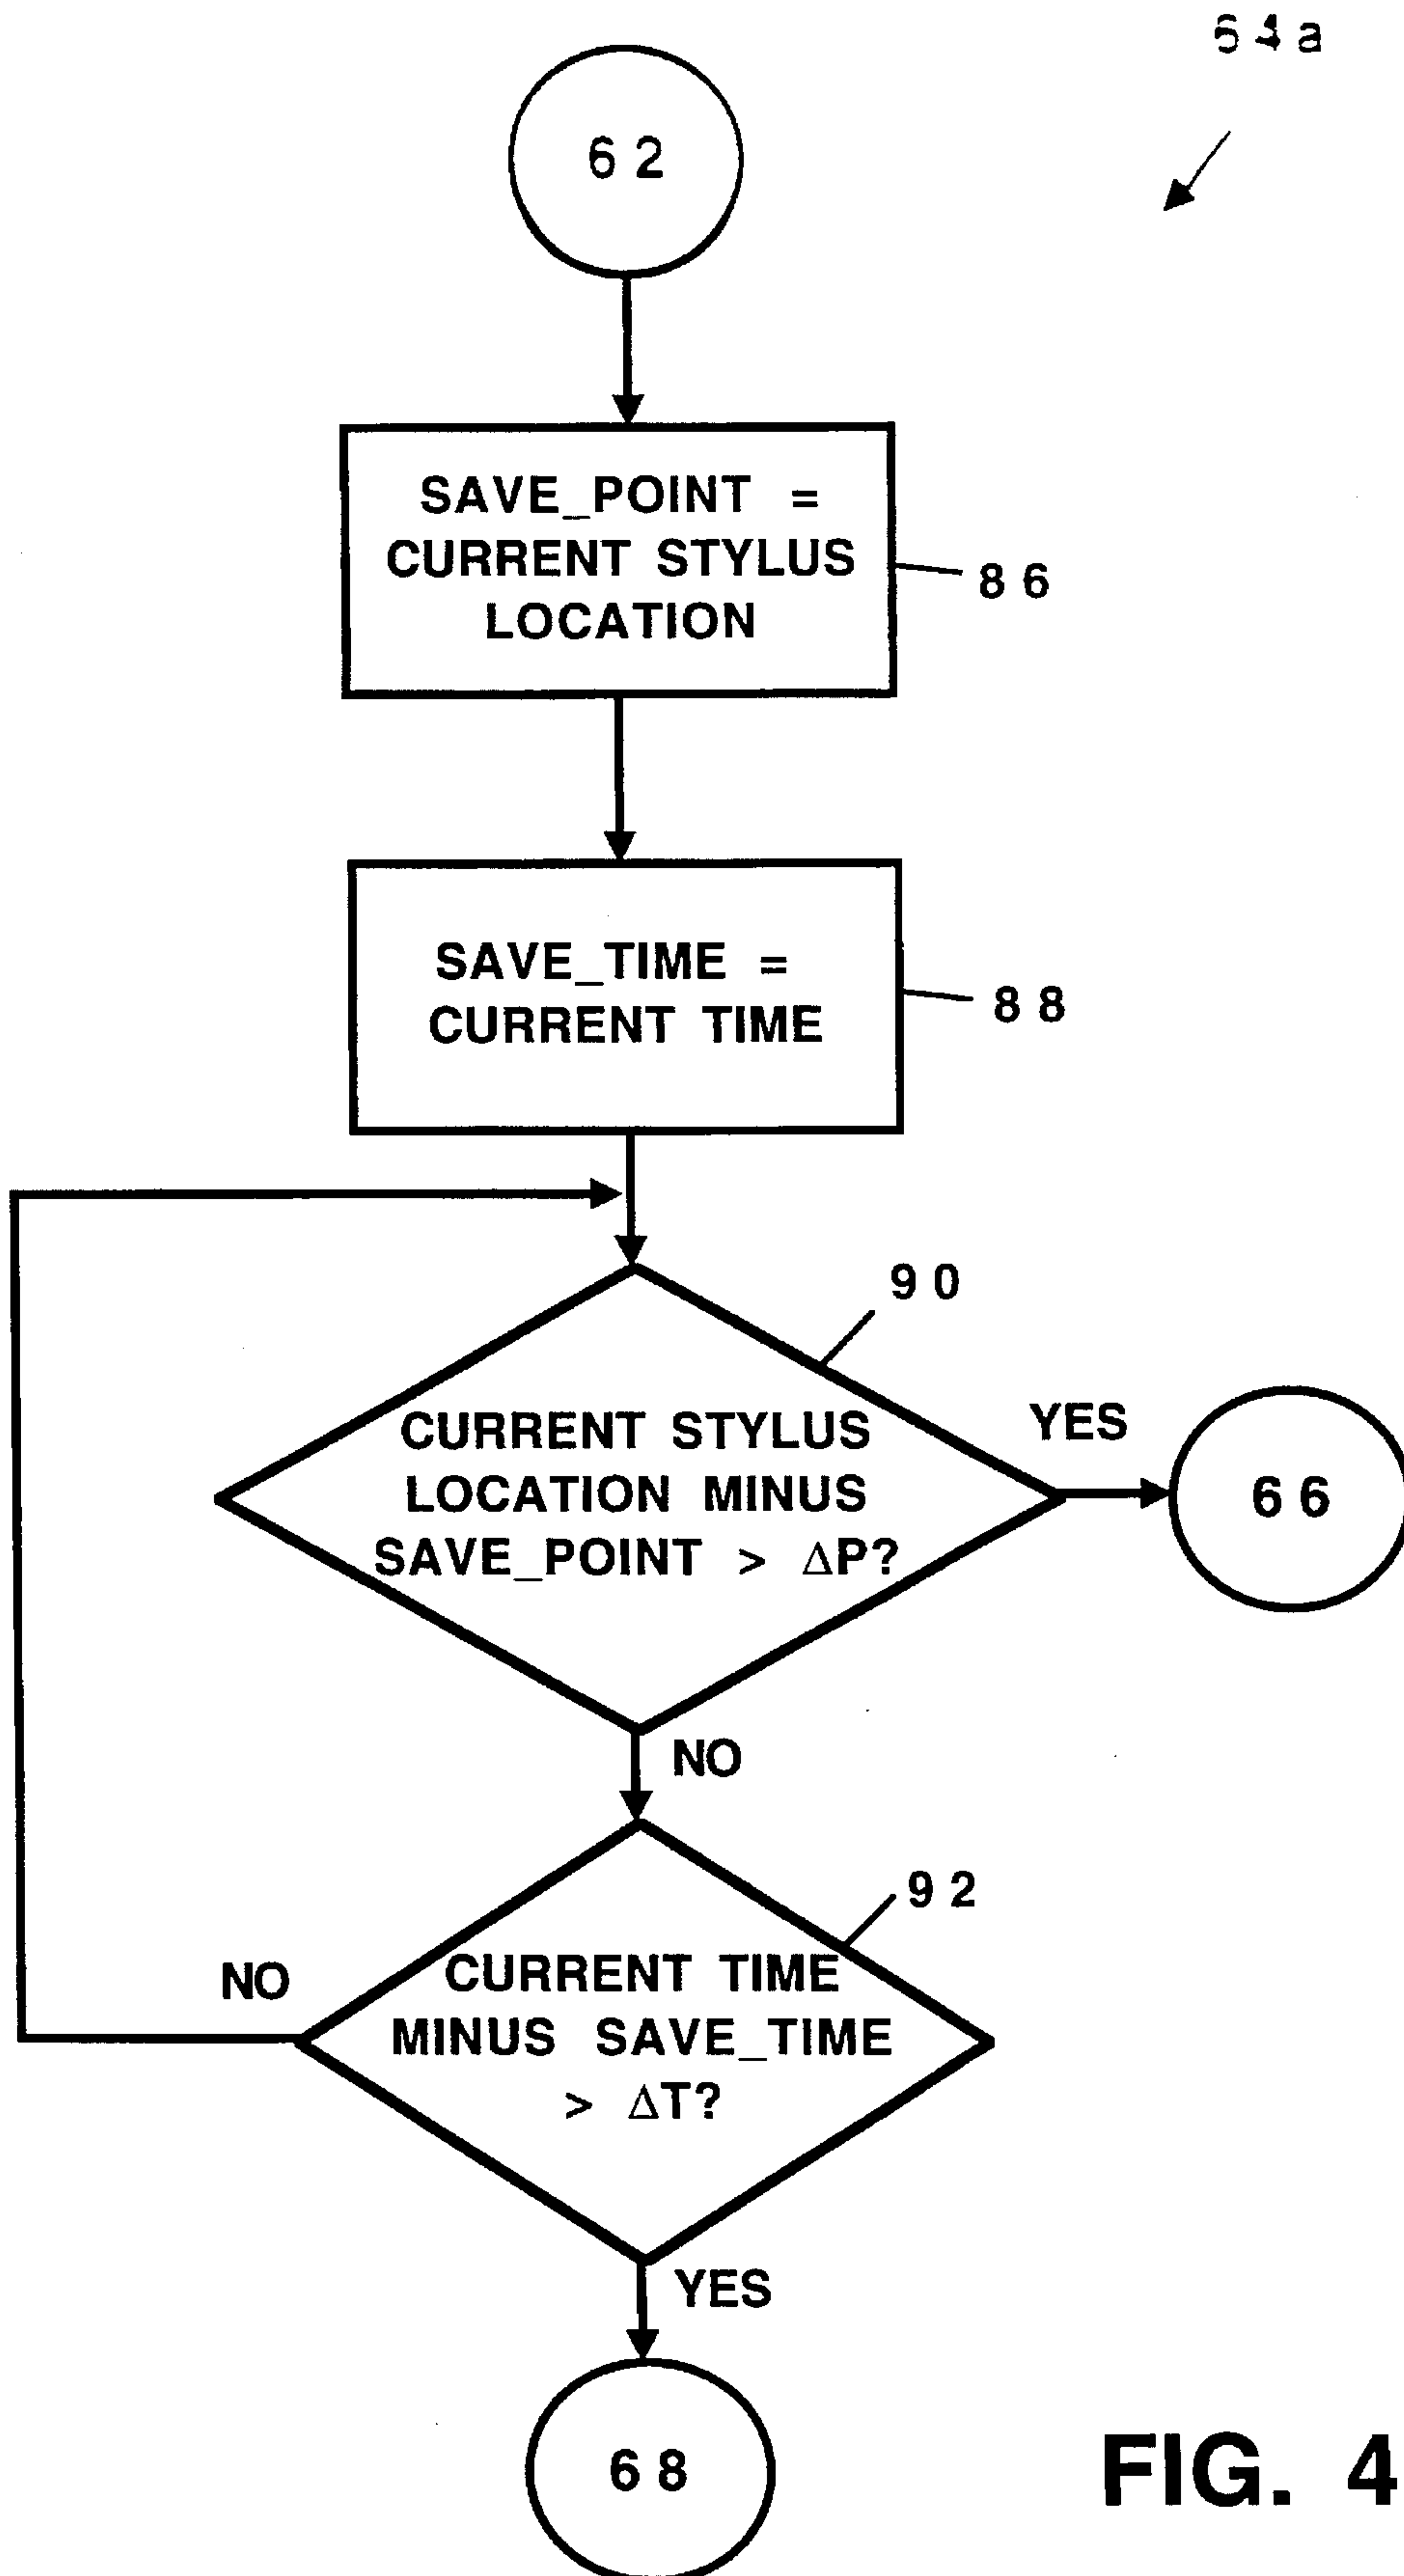 64a
62
SAVE_POINT =
CURRENT STYLUS
LOCATION
86
SAVE_TIME =
CURRENT TIME
88
90
CURRENT STYLUS
LOCATION MINUS
SAVE_POINT > ΔP?
YES
66
NO
92
CURRENT TIME
MINUS SAVE_TIME
> ΔT?
NO
YES
68
FIG. 4